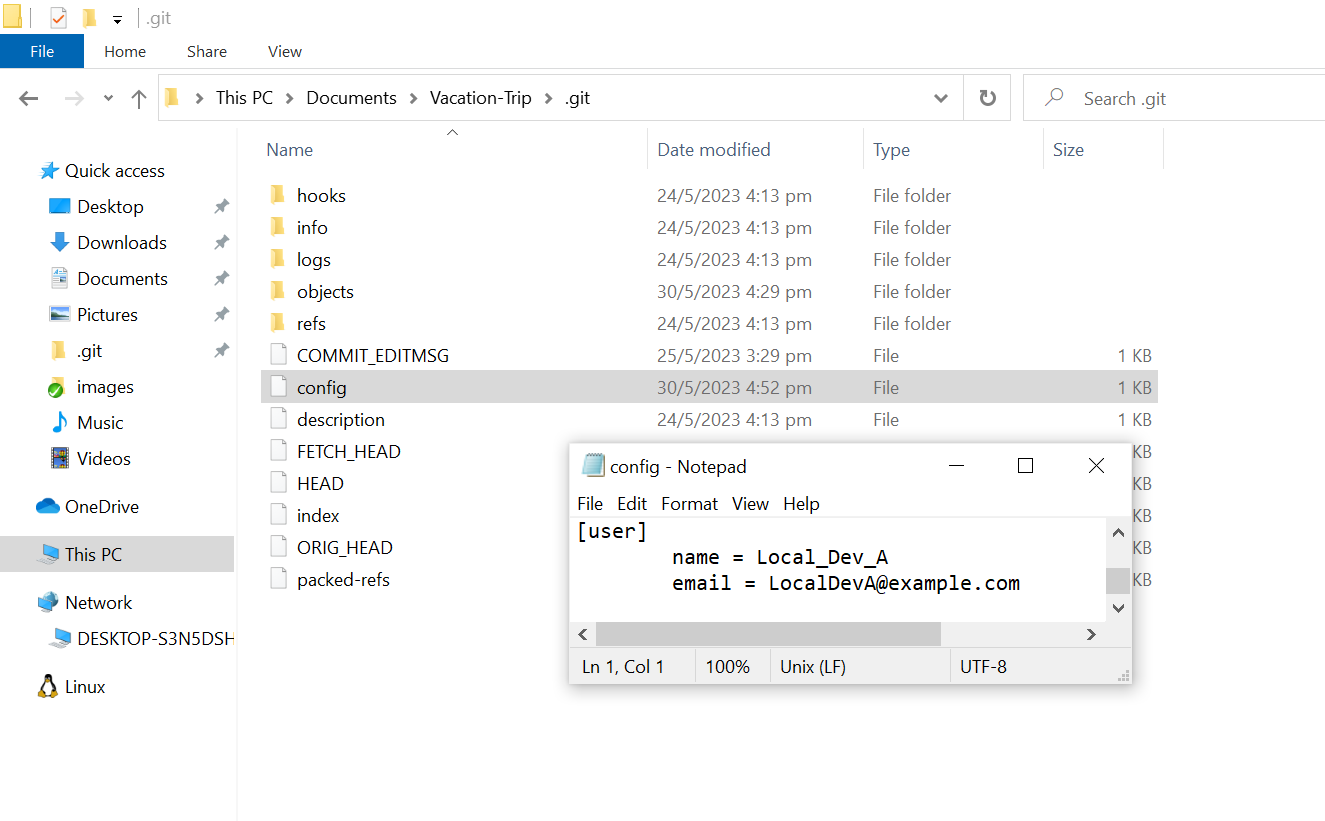 .git
File Home Share View
This PC Documents Vacation-Trip .git
Search .git
Name Date modified Type Size
Quick access
Desktop
Downloads
Documents
Pictures
.git
images
Music
Videos
OneDrive
This PC
Network
DESKTOP-S3N5DSH
Linux
hooks 24/5/2023 4:13 pm File folder
info 24/5/2023 4:13 pm File folder
logs 24/5/2023 4:13 pm File folder
objects 30/5/2023 4:29 pm File folder
refs 24/5/2023 4:13 pm File folder
COMMIT_EDITMSG 25/5/2023 3:29 pm File 1 KB
config 30/5/2023 4:52 pm File 1 KB
description 24/5/2023 4:13 pm File 1 KB
FETCH_HEAD KB
HEAD KB
index KB
ORIG_HEAD KB
packed-refs KB
config - Notepad
File Edit Format View Help
[user]
name = Local_Dev_A
email = LocalDevA@example.com
Ln 1, Col 1 100% Unix (LF) UTF-8